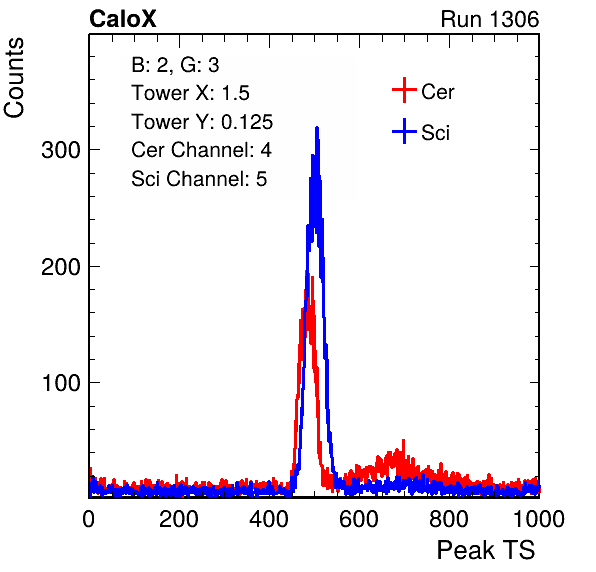 CaloX Run 1306
Counts
B: 2, G: 3
Tower X: 1.5
Tower Y: 0.125
Cer Channel: 4
Sci Channel: 5
Cer
Sci
300
200
100
0 200 400 600 800 1000
Peak TS